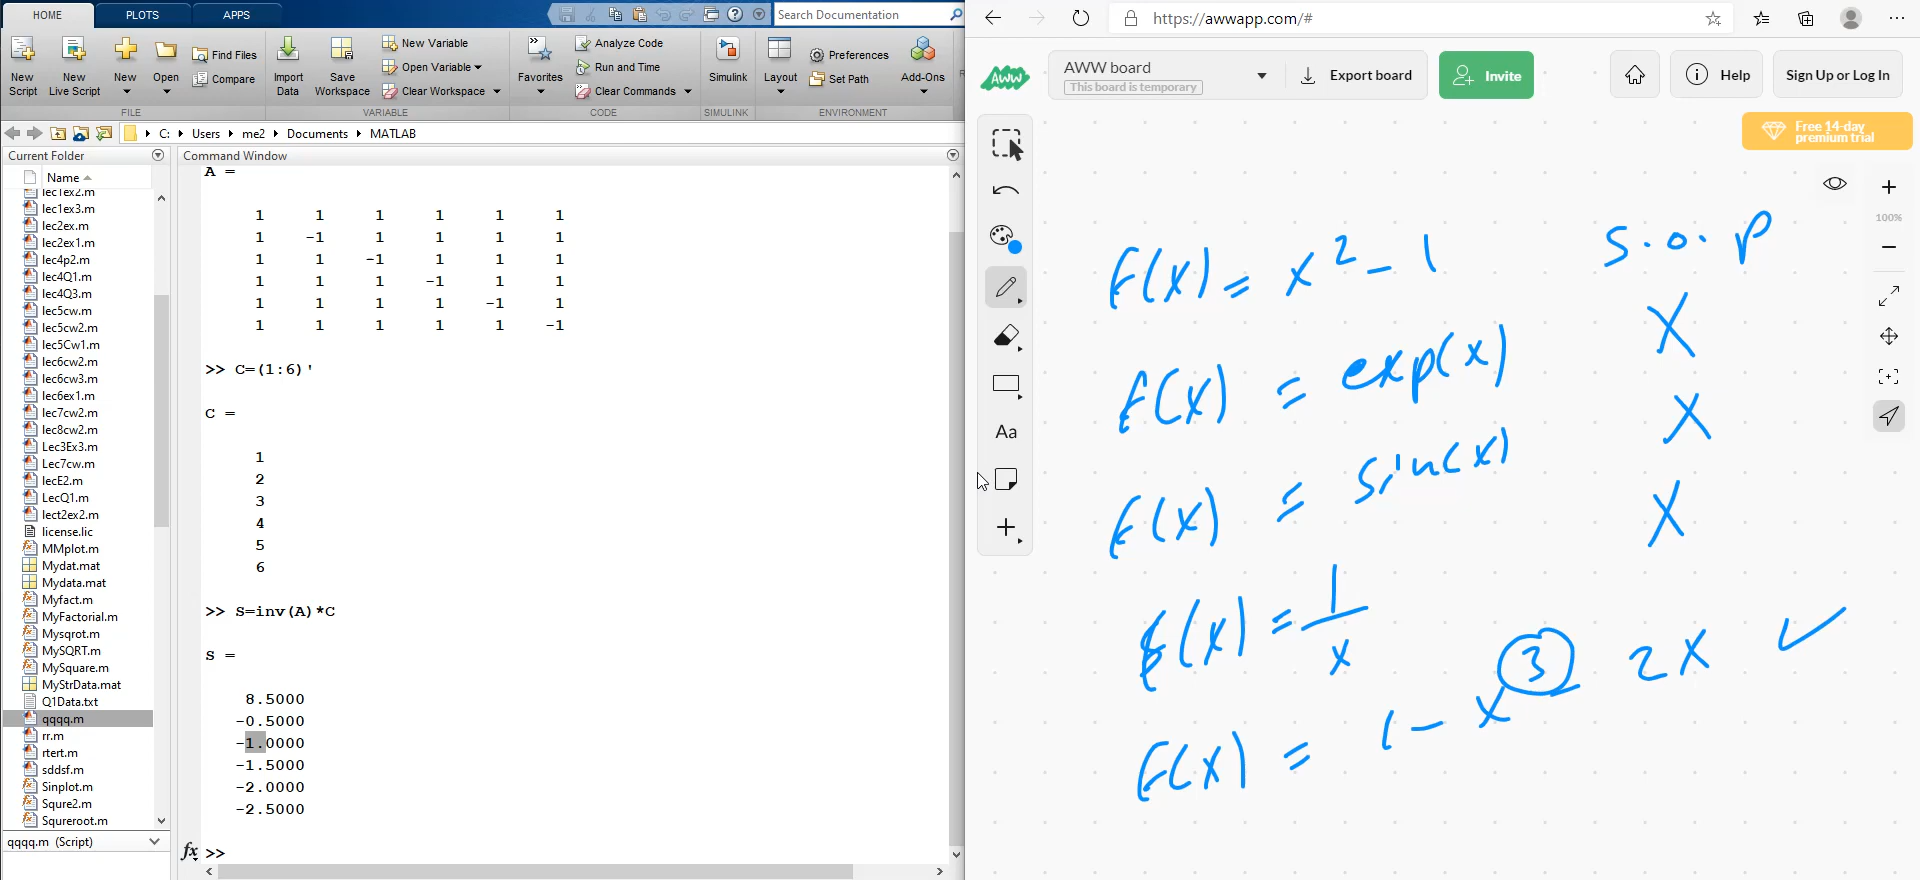 HOME PLOTS APPS
Search Documentation
New Script
New Live Script
New
Open
Find Files
Compare
Import Data
Save Workspace
New Variable
Open Variable
Clear Workspace
Favorites
Analyze Code
Run and Time
Clear Commands
Simulink
Layout
Preferences
Set Path
Add-Ons
FILE VARIABLE CODE SIMULINK ENVIRONMENT
C: Users me2 Documents MATLAB
Current Folder
Name
lec1ex2.m
lec1ex3.m
lec2ex.m
lec2ex1.m
lec4p2.m
lec4Q1.m
lec4Q3.m
lec5cw.m
lec5cw2.m
lec5Cw1.m
lec6cw2.m
lec6cw3.m
lec6ex1.m
lec7cw2.m
lec8cw2.m
Lec3Ex3.m
Lec7cw.m
lecE2.m
LecQ1.m
lect2ex2.m
license.lic
MMplot.m
Mydat.mat
Mydata.mat
Myfact.m
MyFactorial.m
Mysqrot.m
MySQRT.m
MySquare.m
MyStrData.mat
Q1Data.txt
qqqq.m
rr.m
rtert.m
sddsf.m
Sinplot.m
Squre2.m
Squreroot.m
qqqq.m (Script)
Command Window
A =
1 1 1 1 1 1
1 -1 1 1 1 1
1 1 -1 1 1 1
1 1 1 -1 1 1
1 1 1 1 -1 1
1 1 1 1 1 -1
>> C=(1:6)'
C =
1
2
3
4
5
6
>> S=inv(A)*C
S =
8.5000
-0.5000
-1.0000
-1.5000
-2.0000
-2.5000
fx >>
https://awwapp.com/#
AWW
AWW board
This board is temporary
Export board
Invite
Help
Sign Up or Log In
Free 14-day
premium trial
100%
Aa
f(x) = x² - 1 S.O.P
X
f(x) = exp(x)
X
f(x) = sin(x)
X
f(x) = 1/x
3 2x ✓
f(x) = 1 - x